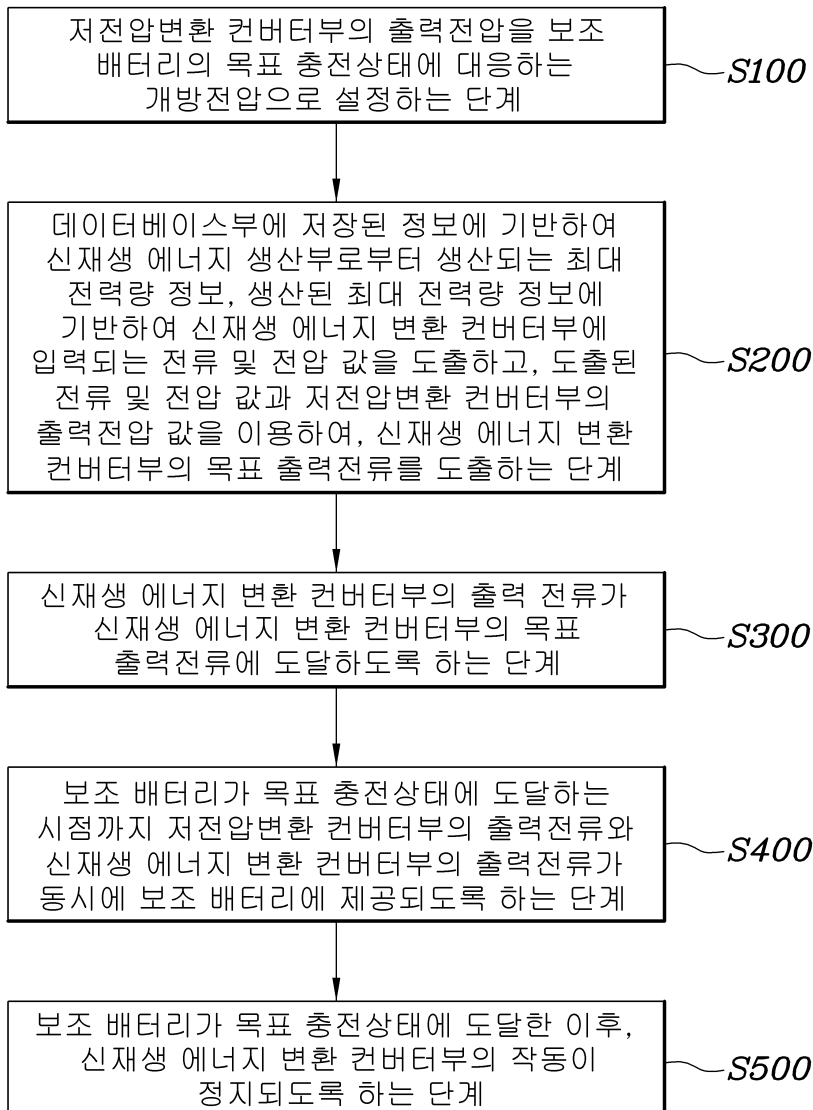 저전압변환 컨버터부의 출력전압을 보조
배터리의 목표 충전상태에 대응하는
개방전압으로 설정하는 단계
S100
데이터베이스부에 저장된 정보에 기반하여
신재생 에너지 생산부로부터 생산되는 최대
전력량 정보, 생산된 최대 전력량 정보에
기반하여 신재생 에너지 변환 컨버터부에
입력되는 전류 및 전압 값을 도출하고, 도출된
전류 및 전압 값과 저전압변환 컨버터부의
출력전압 값을 이용하여, 신재생 에너지 변환
컨버터부의 목표 출력전류를 도출하는 단계
S200
신재생 에너지 변환 컨버터부의 출력 전류가
신재생 에너지 변환 컨버터부의 목표
출력전류에 도달하도록 하는 단계
S300
보조 배터리가 목표 충전상태에 도달하는
시점까지 저전압변환 컨버터부의 출력전류와
신재생 에너지 변환 컨버터부의 출력전류가
동시에 보조 배터리에 제공되도록 하는 단계
S400
보조 배터리가 목표 충전상태에 도달한 이후,
신재생 에너지 변환 컨버터부의 작동이
정지되도록 하는 단계
S500